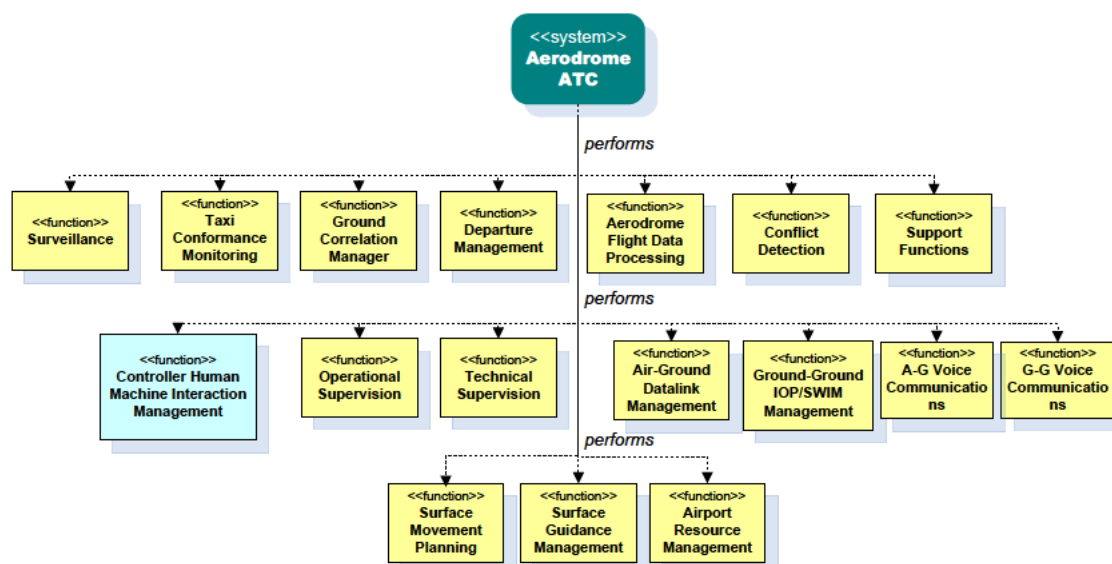 <<system>>
Aerodrome
ATC
performs
<<function>>
Surveillance
<<function>>
Taxi
Conformance
Monitoring
<<function>>
Ground
Correlation
Manager
<<function>>
Departure
Management
<<function>>
Aerodrome
Flight Data
Processing
<<function>>
Conflict
Detection
<<function>>
Support
Functions
performs
<<function>>
Controller Human
Machine Interaction
Management
<<function>>
Operational
Supervision
<<function>>
Technical
Supervision
<<function>>
Air-Ground
Datalink
Management
<<function>>
Ground-Ground
IOP/SWIM
Management
<<function>>
A-G Voice
Communicatio
ns
<<function>>
G-G Voice
Communicatio
ns
performs
<<function>>
Surface
Movement
Planning
<<function>>
Surface
Guidance
Management
<<function>>
Airport
Resource
Management